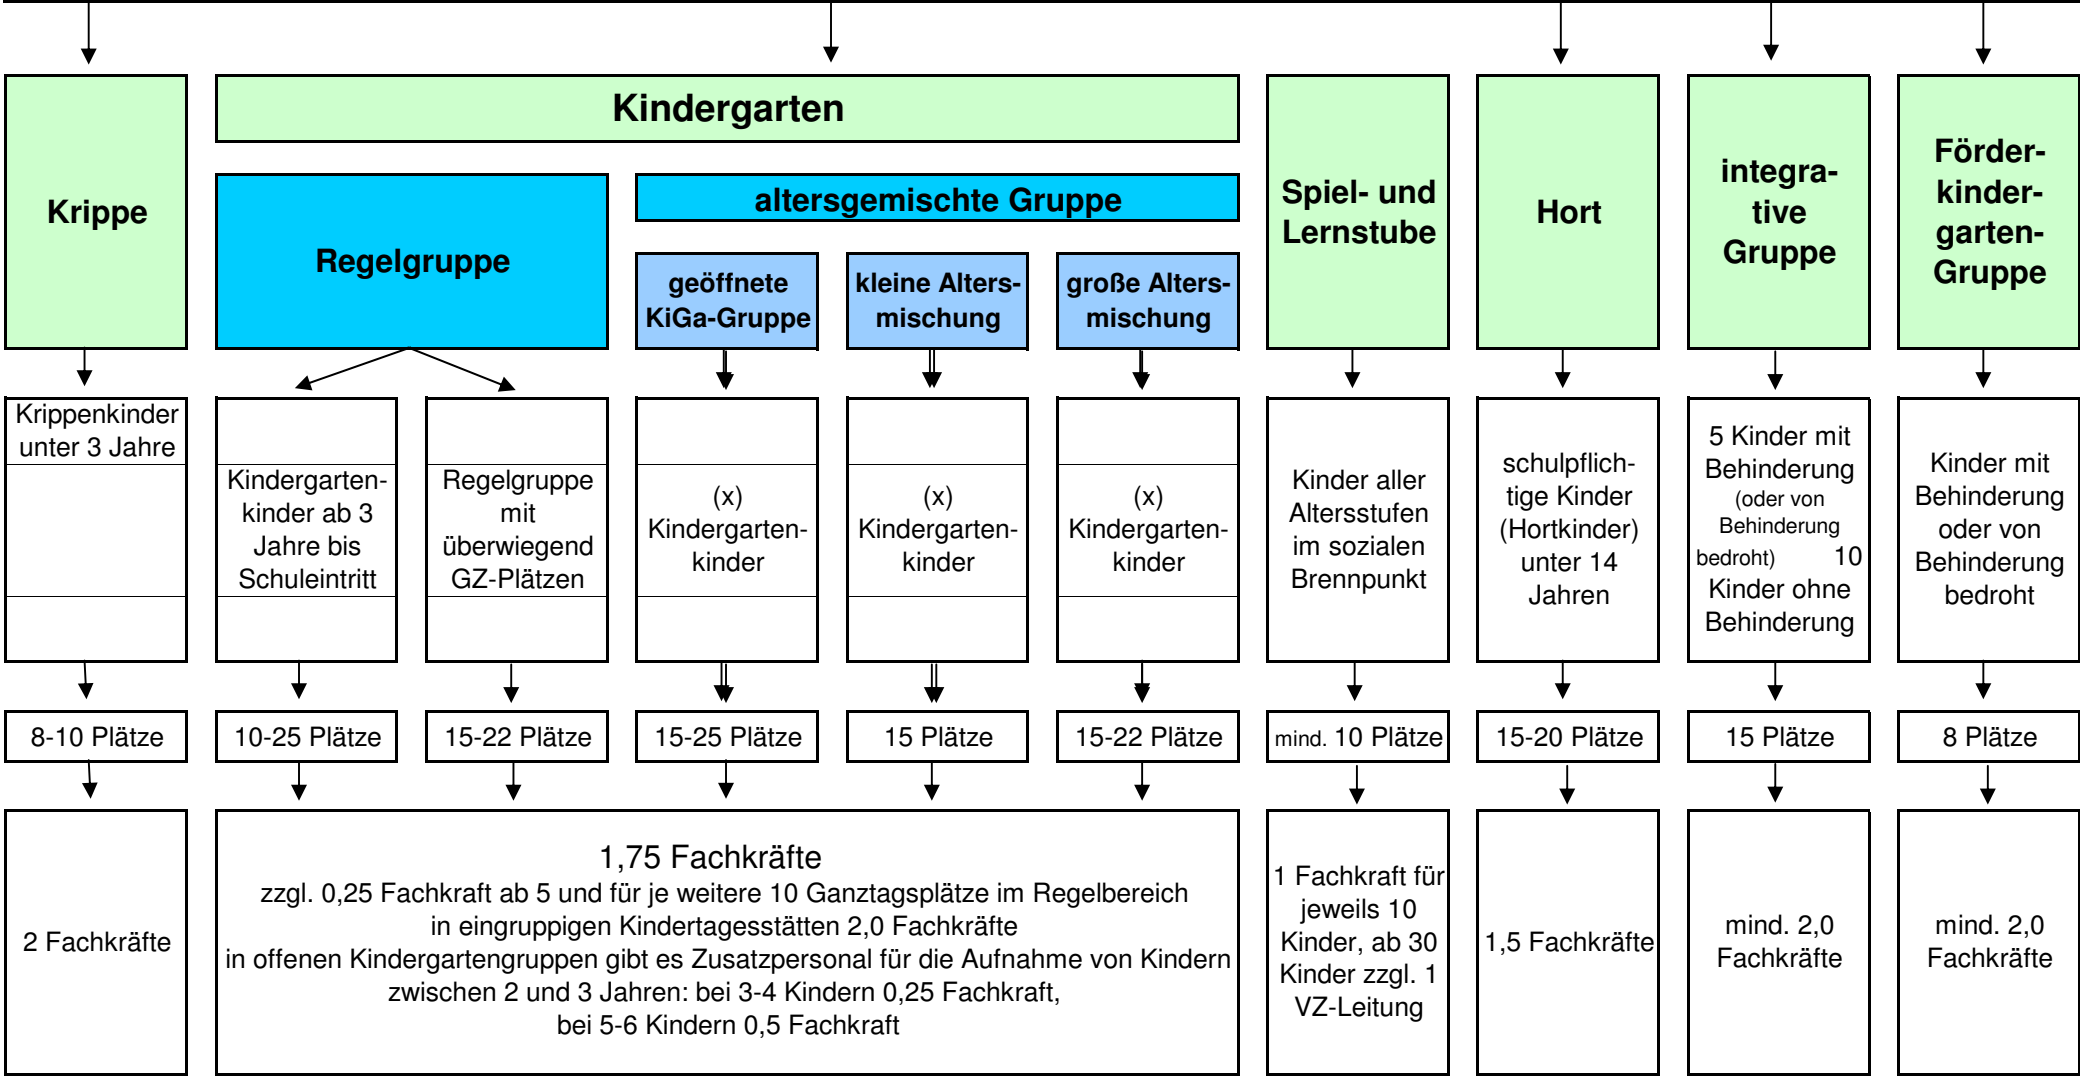 Krippe
Kindergarten
Regelgruppe
altersgemischte Gruppe
geöffnete
KiGa-Gruppe
kleine Alters-
mischung
große Alters-
mischung
Spiel- und
Lernstube
Hort
integra-
tive
Gruppe
Förder-
kinder-
garten-
Gruppe
Krippenkinder
unter 3 Jahre
Kindergarten-
kinder ab 3
Jahre bis
Schuleintritt
Regelgruppe
mit
überwiegend
GZ-Plätzen
(x)
Kindergarten-
kinder
(x)
Kindergarten-
kinder
(x)
Kindergarten-
kinder
Kinder aller
Altersstufen
im sozialen
Brennpunkt
schulpflich-
tige Kinder
(Hortkinder)
unter 14
Jahren
5 Kinder mit
Behinderung
(oder von
Behinderung
bedroht) 10
Kinder ohne
Behinderung
Kinder mit
Behinderung
oder von
Behinderung
bedroht
8-10 Plätze
10-25 Plätze
15-22 Plätze
15-25 Plätze
15 Plätze
15-22 Plätze
mind. 10 Plätze
15-20 Plätze
15 Plätze
8 Plätze
2 Fachkräfte
1,75 Fachkräfte
zzgl. 0,25 Fachkraft ab 5 und für je weitere 10 Ganztagsplätze im Regelbereich
in eingruppigen Kindertagesstätten 2,0 Fachkräfte
in offenen Kindergartengruppen gibt es Zusatzpersonal für die Aufnahme von Kindern
zwischen 2 und 3 Jahren: bei 3-4 Kindern 0,25 Fachkraft,
bei 5-6 Kindern 0,5 Fachkraft
1 Fachkraft für
jeweils 10
Kinder, ab 30
Kinder zzgl. 1
VZ-Leitung
1,5 Fachkräfte
mind. 2,0
Fachkräfte
mind. 2,0
Fachkräfte